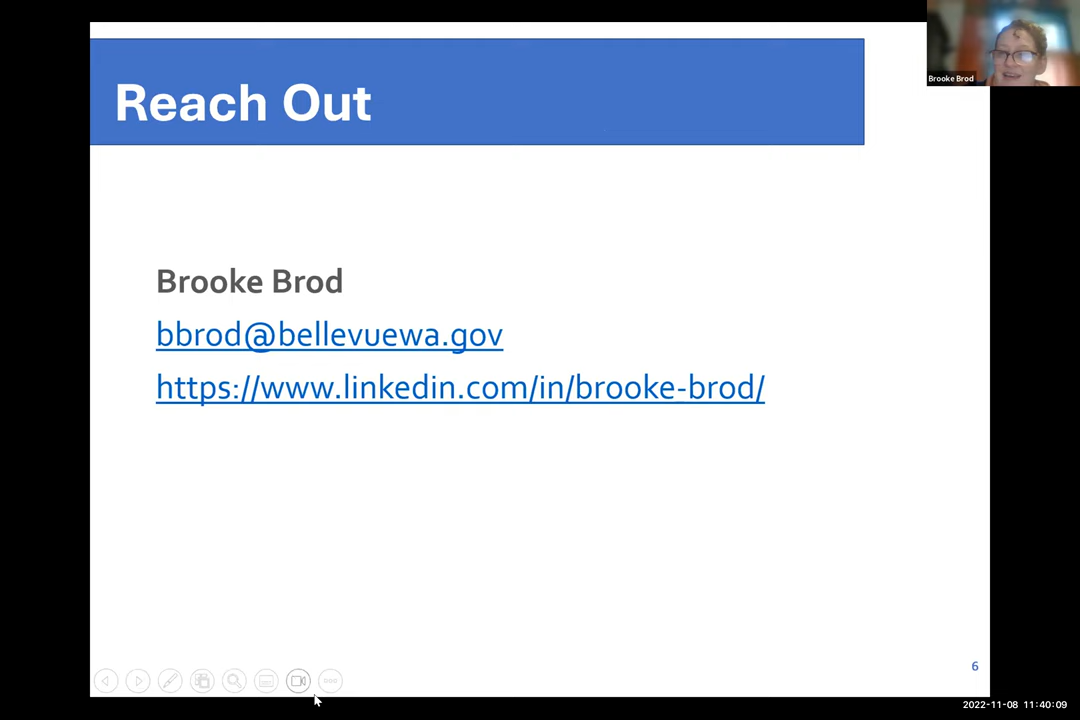 Reach Out
Brooke Brod
Brooke Brod
bbrod@bellevuewa.gov
https://www.linkedin.com/in/brooke-brod/
6
2022-11-08 11:40:09